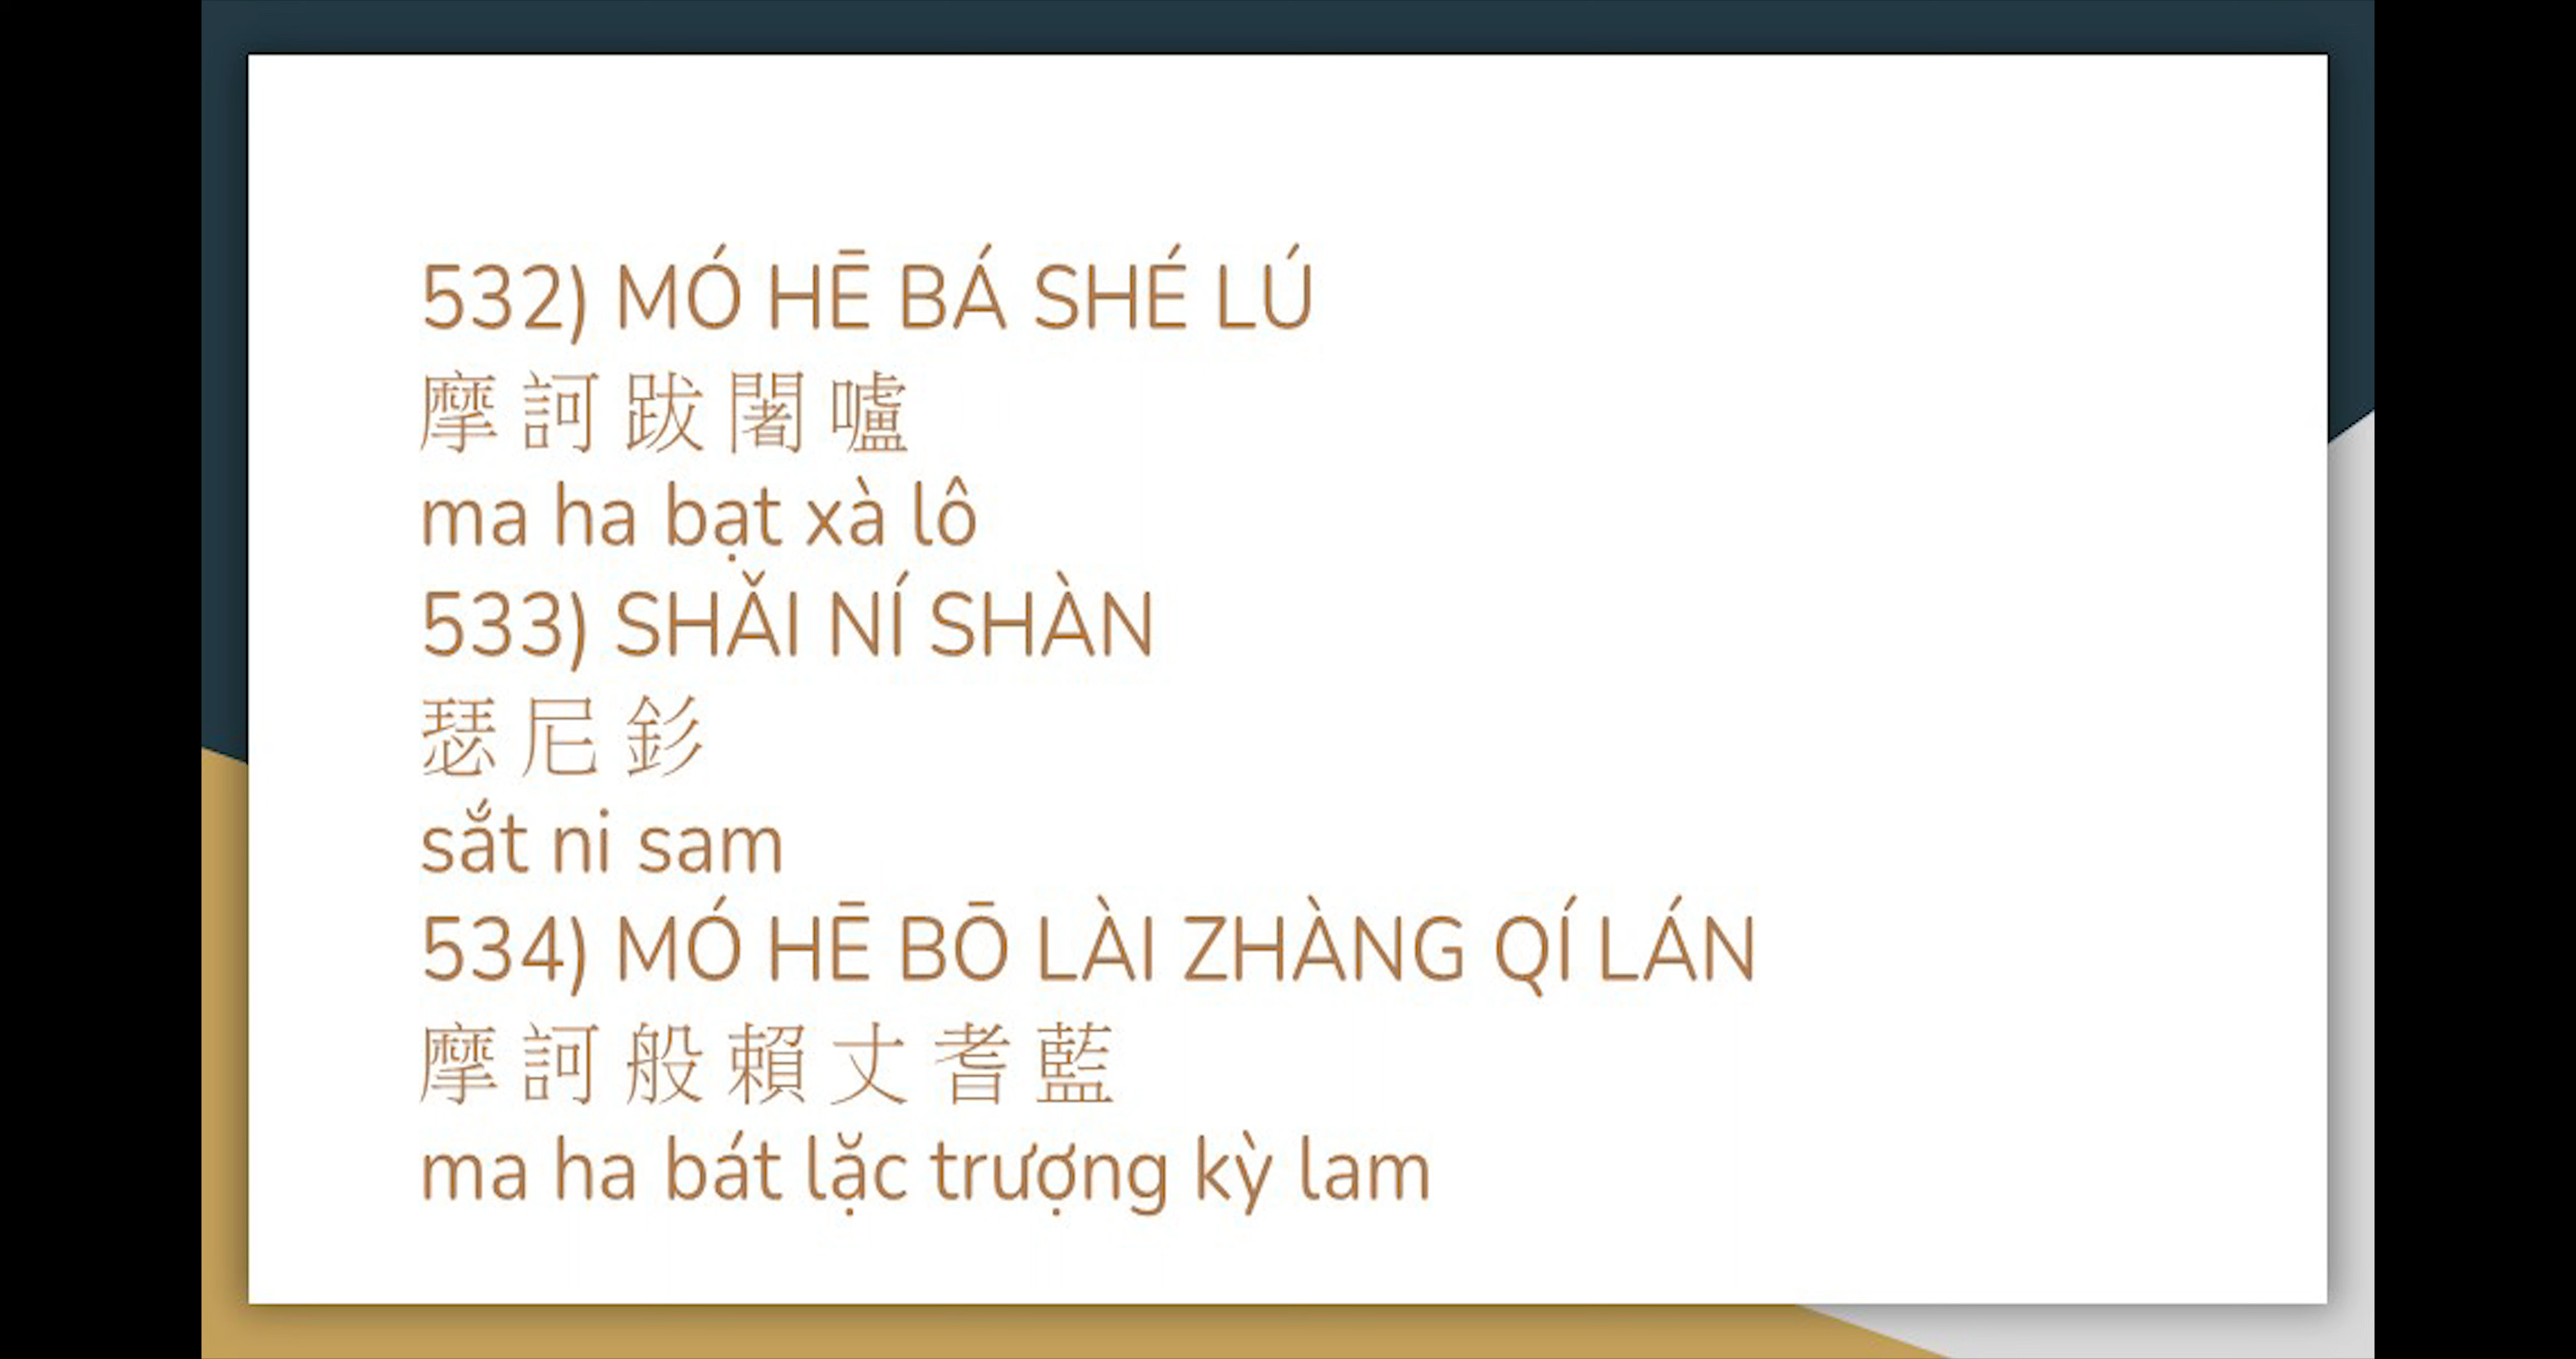 532) MÓ HĒ BÁ SHÉ LÚ
摩 訶 跋 闍 嚧
ma ha bạt xà lô
533) SHǍI NÍ SHÀN
瑟 尼 釤
sắt ni sam
534) MÓ HĒ BŌ LÀI ZHÀNG QÍ LÁN
摩 訶 般 賴 丈 耆 藍
ma ha bát lặc trượng kỳ lam